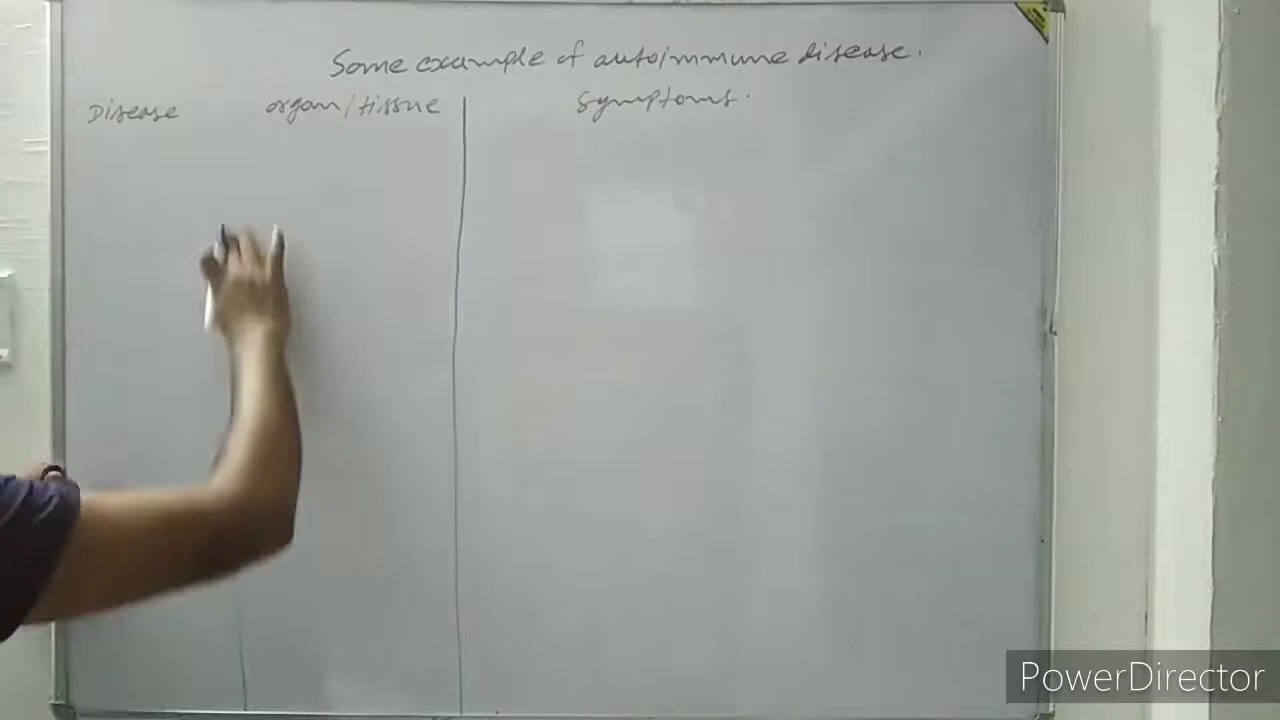 Some example of autoimmune disease.
Disease organ/tissue Symptoms.
PowerDirector